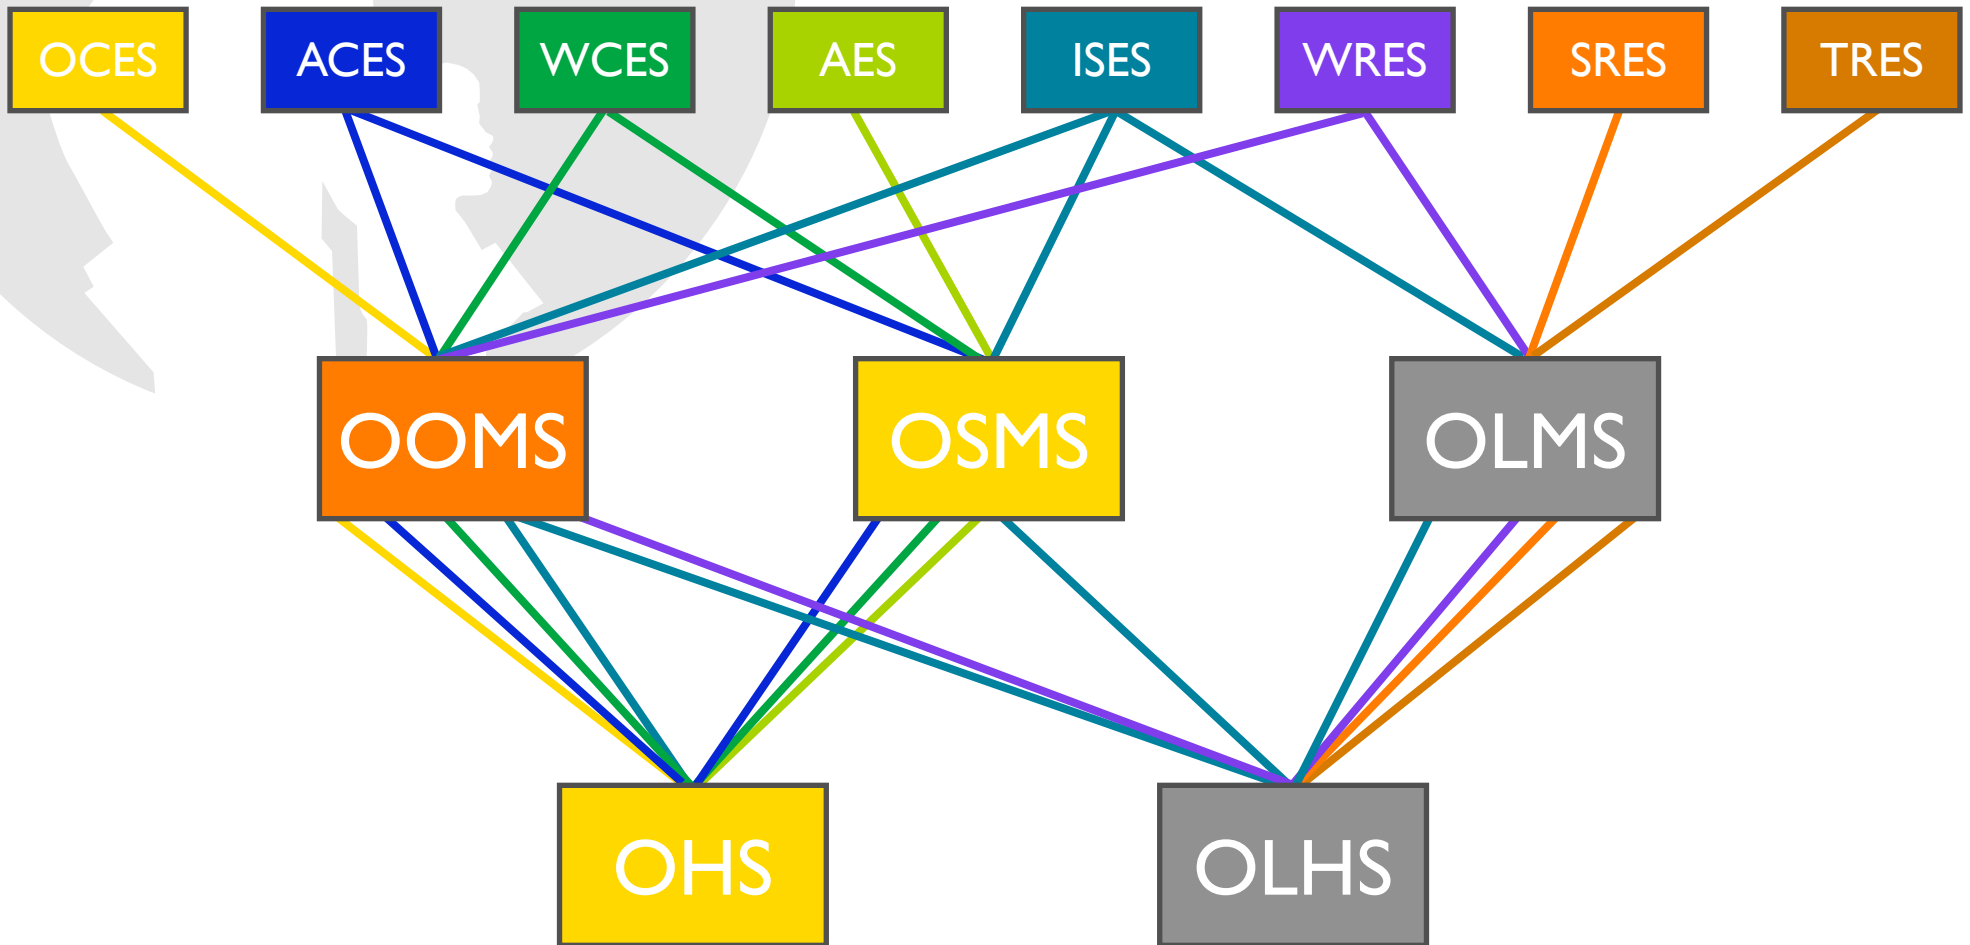 OCES
ACES
WCES
AES
ISES
WRES
SRES
TRES
OOMS
OSMS
OLMS
OHS
OLHS